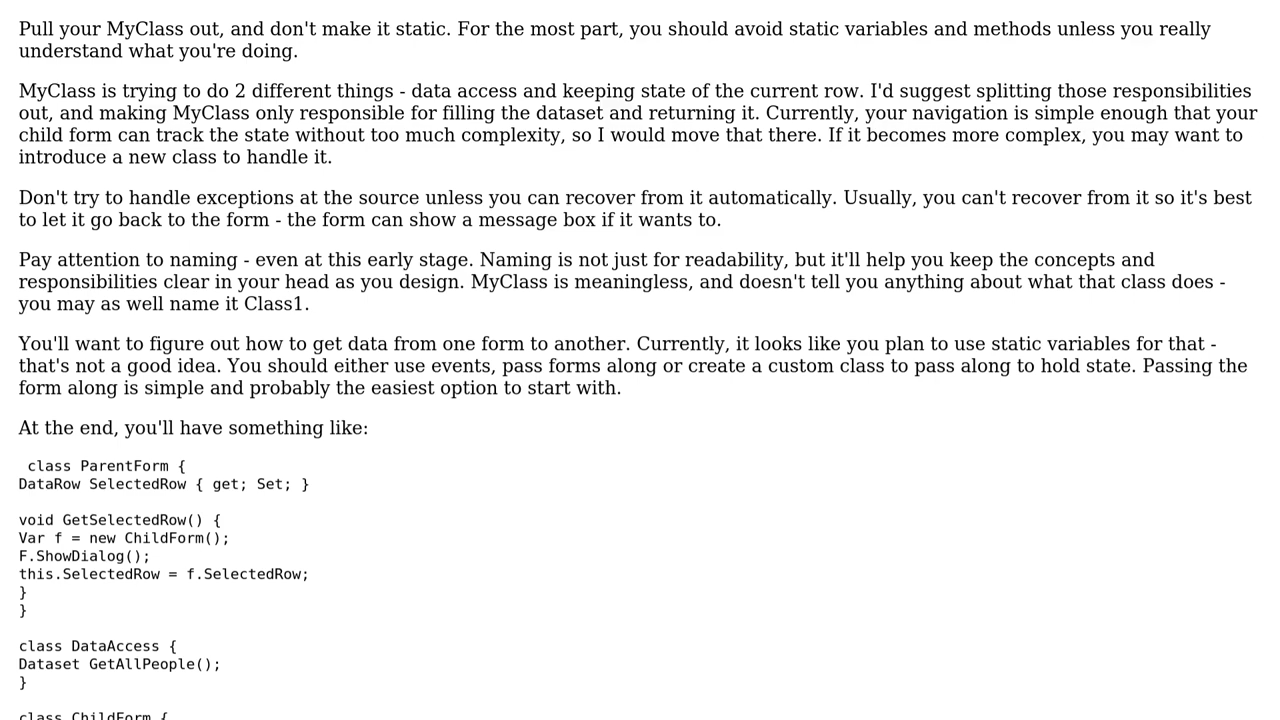 Pull your MyClass out, and don't make it static. For the most part, you should avoid static variables and methods unless you really
understand what you're doing.
MyClass is trying to do 2 different things - data access and keeping state of the current row. I'd suggest splitting those responsibilities
out, and making MyClass only responsible for filling the dataset and returning it. Currently, your navigation is simple enough that your
child form can track the state without too much complexity, so I would move that there. If it becomes more complex, you may want to
introduce a new class to handle it.
Don't try to handle exceptions at the source unless you can recover from it automatically. Usually, you can't recover from it so it's best
to let it go back to the form - the form can show a message box if it wants to.
Pay attention to naming - even at this early stage. Naming is not just for readability, but it'll help you keep the concepts and
responsibilities clear in your head as you design. MyClass is meaningless, and doesn't tell you anything about what that class does -
you may as well name it Class1.
You'll want to figure out how to get data from one form to another. Currently, it looks like you plan to use static variables for that -
that's not a good idea. You should either use events, pass forms along or create a custom class to pass along to hold state. Passing the
form along is simple and probably the easiest option to start with.
At the end, you'll have something like:
class ParentForm {
DataRow SelectedRow { get; Set; }
void GetSelectedRow() {
Var f = new ChildForm();
F.ShowDialog();
this.SelectedRow = f.SelectedRow;
}
}
class DataAccess {
Dataset GetAllPeople();
}
class ChildForm {